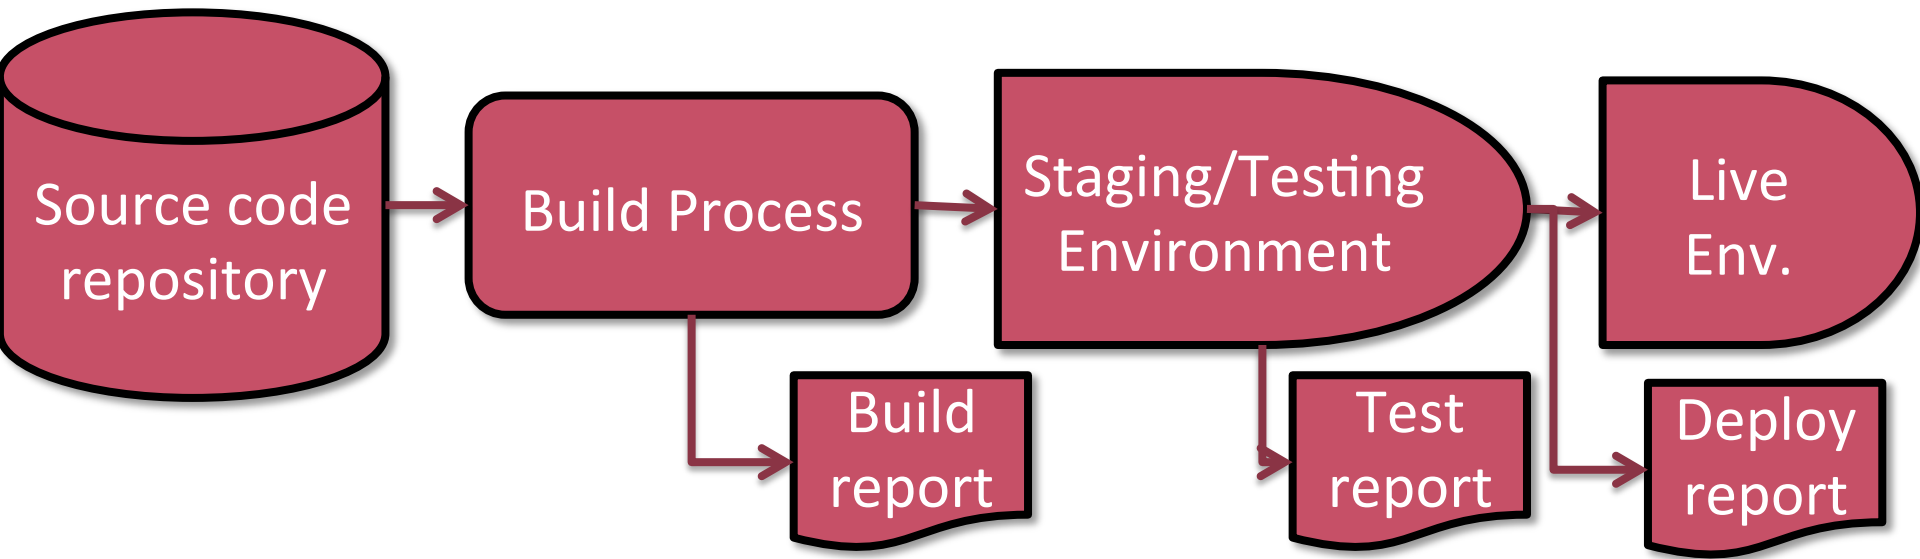 Source code
repository
Build Process
Staging/Testing
Environment
Live
Env.
Build
report
Test
report
Deploy
report